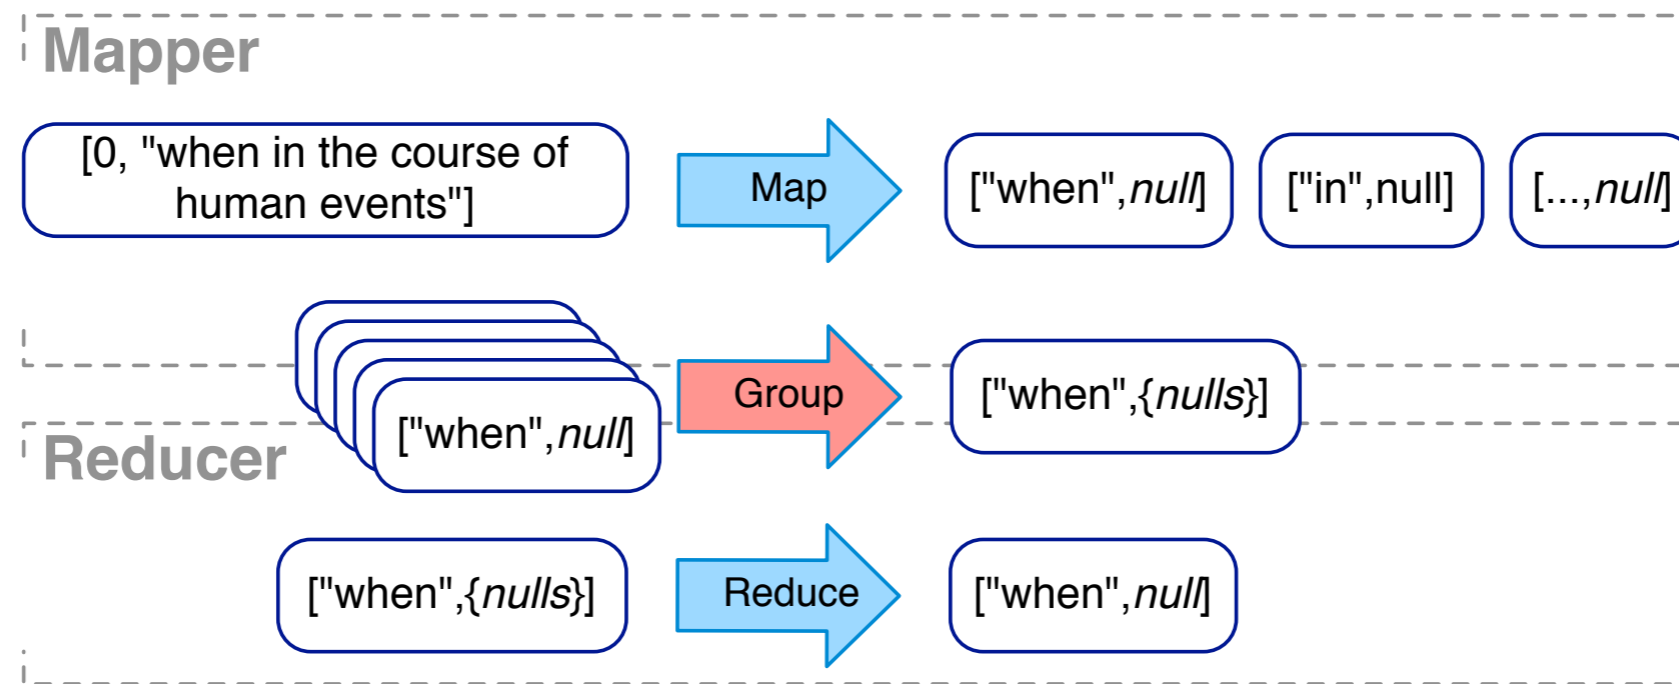 Mapper
[0, "when in the course of
human events"]
Map
["when",null]
["in",null]
[...,null]
Group
["when",{nulls}]
["when",null]
Reducer
["when",{nulls}]
Reduce
["when",null]